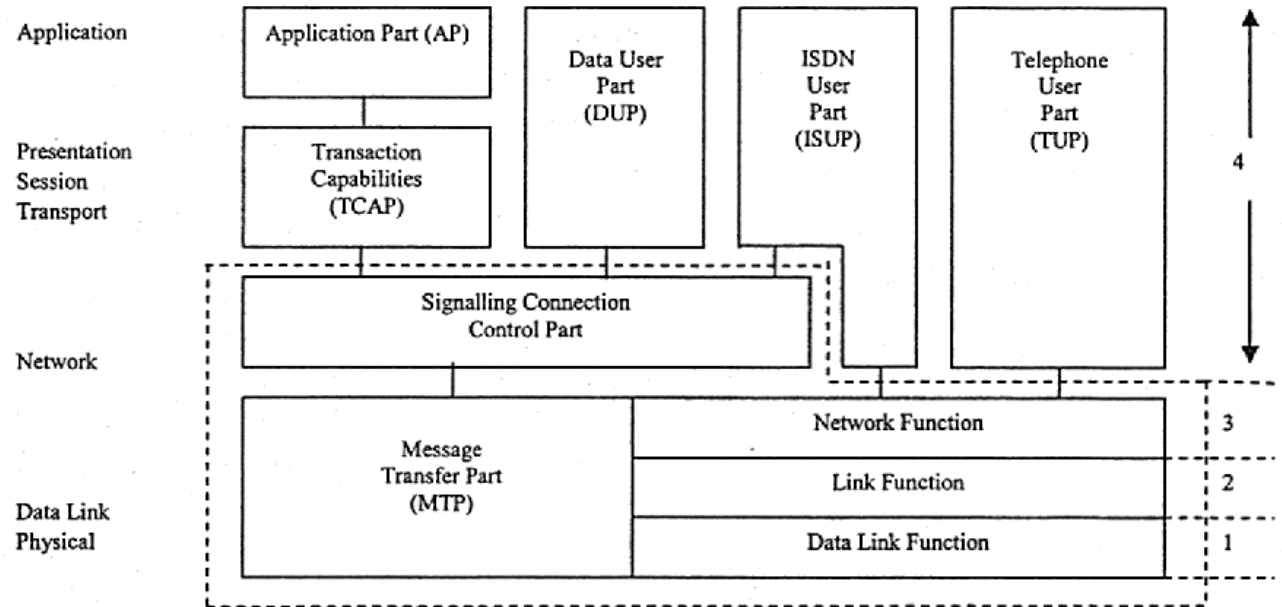 Application
Application Part (AP)
Data User
Part
(DUP)
ISDN
User
Part
(ISUP)
Telephone
User
Part
(TUP)
Presentation
Session
Transport
Transaction
Capabilities
(TCAP)
4
Signalling Connection
Control Part
Network
Message
Transfer Part
(MTP)
Network Function
3
Link Function
2
Data Link
Physical
Data Link Function
1